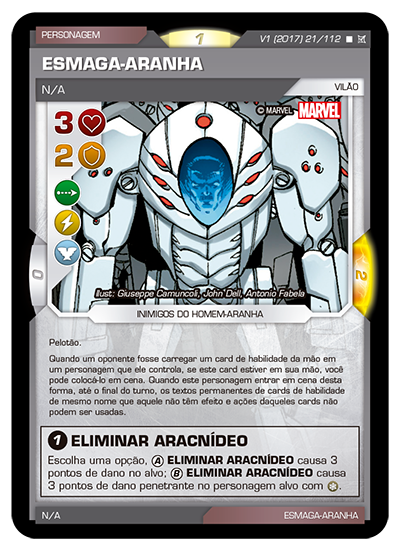 PERSONAGEM
1
V1 (2017) 21/112
ESMAGA-ARANHA
N/A
VILÃO
© MARVEL MARVEL
3
2
0
2
Illust: Giuseppe Camuncoli, John Dell, Antonio Fabela
INIMIGOS DO HOMEM-ARANHA
Pelotão.
Quando um oponente fosse carregar um card de habilidade da mão em
um personagem que ele controla, se este card estiver em sua mão, você
pode colocá-lo em cena. Quando este personagem entrar em cena desta
forma, até o final do turno, os textos permanentes de cards de habilidade
de mesmo nome que aquele não têm efeito e ações daqueles cards não
podem ser usadas.
1 ELIMINAR ARACNÍDEO
Escolha uma opção, A ELIMINAR ARACNÍDEO causa 3
pontos de dano no alvo; B ELIMINAR ARACNÍDEO causa
3 pontos de dano penetrante no personagem alvo com .
N/A
ESMAGA-ARANHA